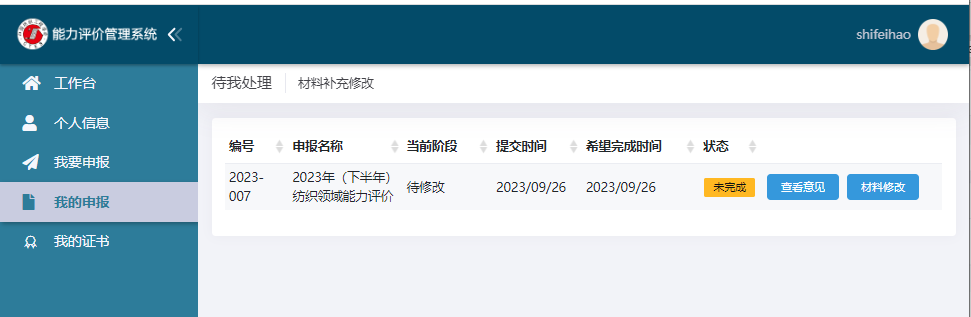 能力评价管理系统
shifeihao
工作台
个人信息
我要申报
我的申报
我的证书
待我处理
材料补充修改
编号 申报名称 当前阶段 提交时间 希望完成时间 状态
2023-
007
2023年（下半年）
纺织领域能力评价
待修改
2023/09/26
2023/09/26
未完成
查看意见
材料修改